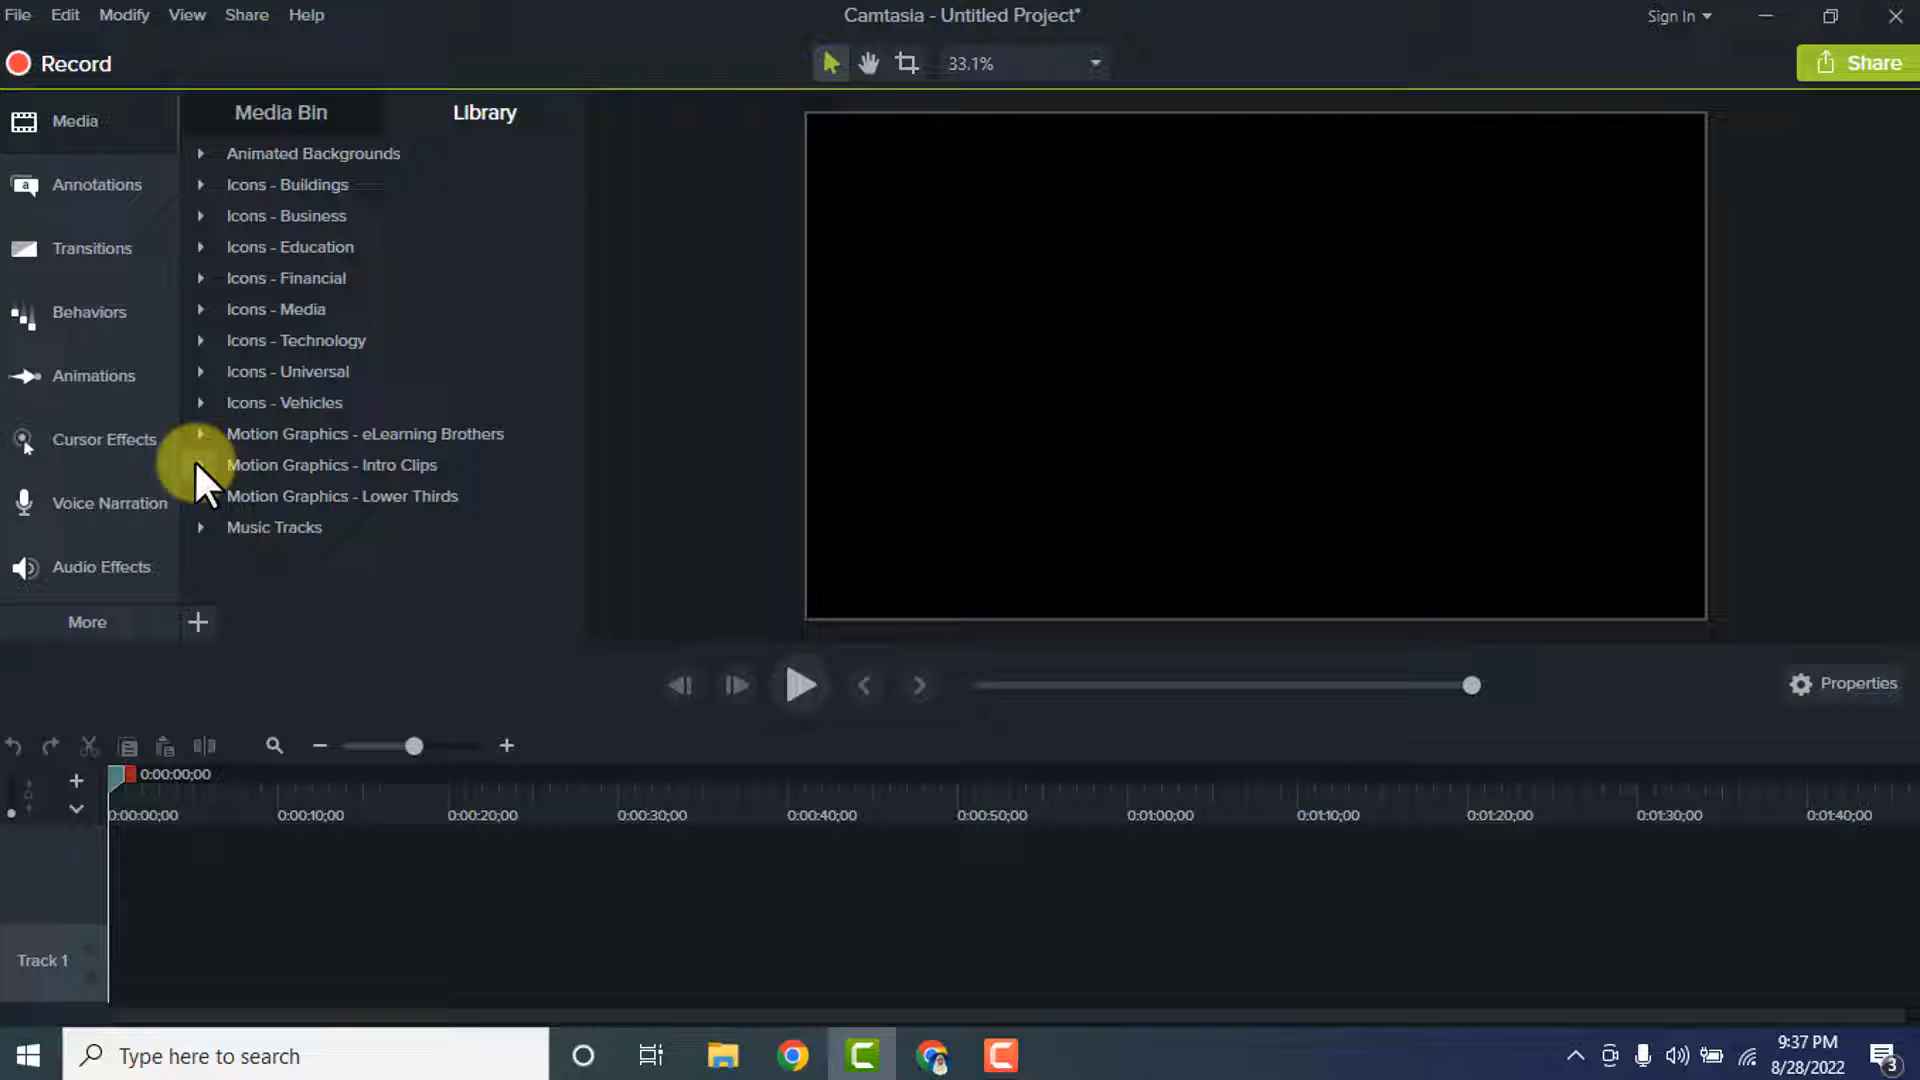 File Edit Modify View Share Help
Camtasia - Untitled Project*
Sign In
Record
33.1%
Share
Media
Annotations
Transitions
Behaviors
Animations
Cursor Effects
Voice Narration
Audio Effects
More
Media Bin
Library
Animated Backgrounds
Icons - Buildings
Icons - Business
Icons - Education
Icons - Financial
Icons - Media
Icons - Technology
Icons - Universal
Icons - Vehicles
Motion Graphics - eLearning Brothers
Motion Graphics - Intro Clips
Motion Graphics - Lower Thirds
Music Tracks
Properties
0:00:00;00
0:00:00;00 0:00:10;00 0:00:20;00 0:00:30;00 0:00:40;00 0:00:50;00 0:01:00;00 0:01:10;00 0:01:20;00 0:01:30;00 0:01:40;00
Track 1
Type here to search
9:37 PM
8/28/2022
3